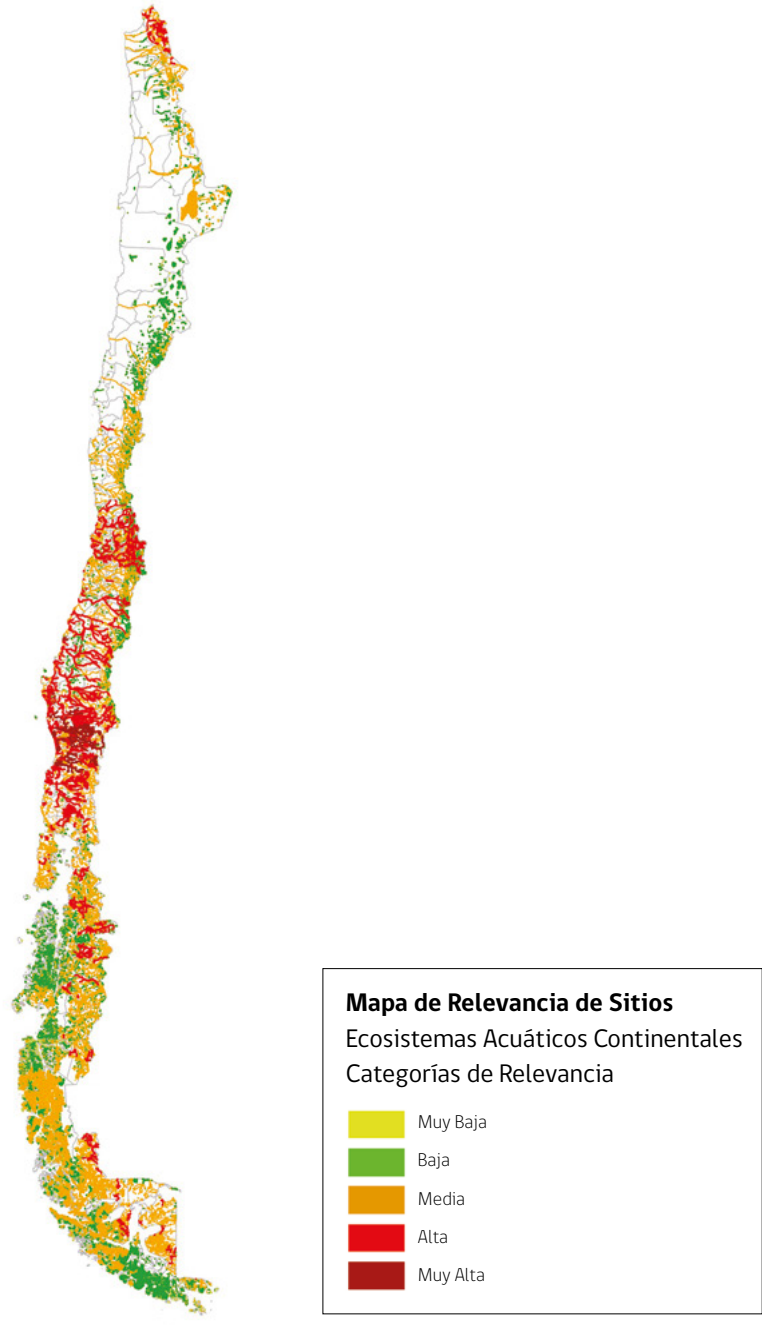 Mapa de Relevancia de Sitios
Ecosistemas Acuáticos Continentales
Categorías de Relevancia
Muy Baja
Baja
Media
Alta
Muy Alta